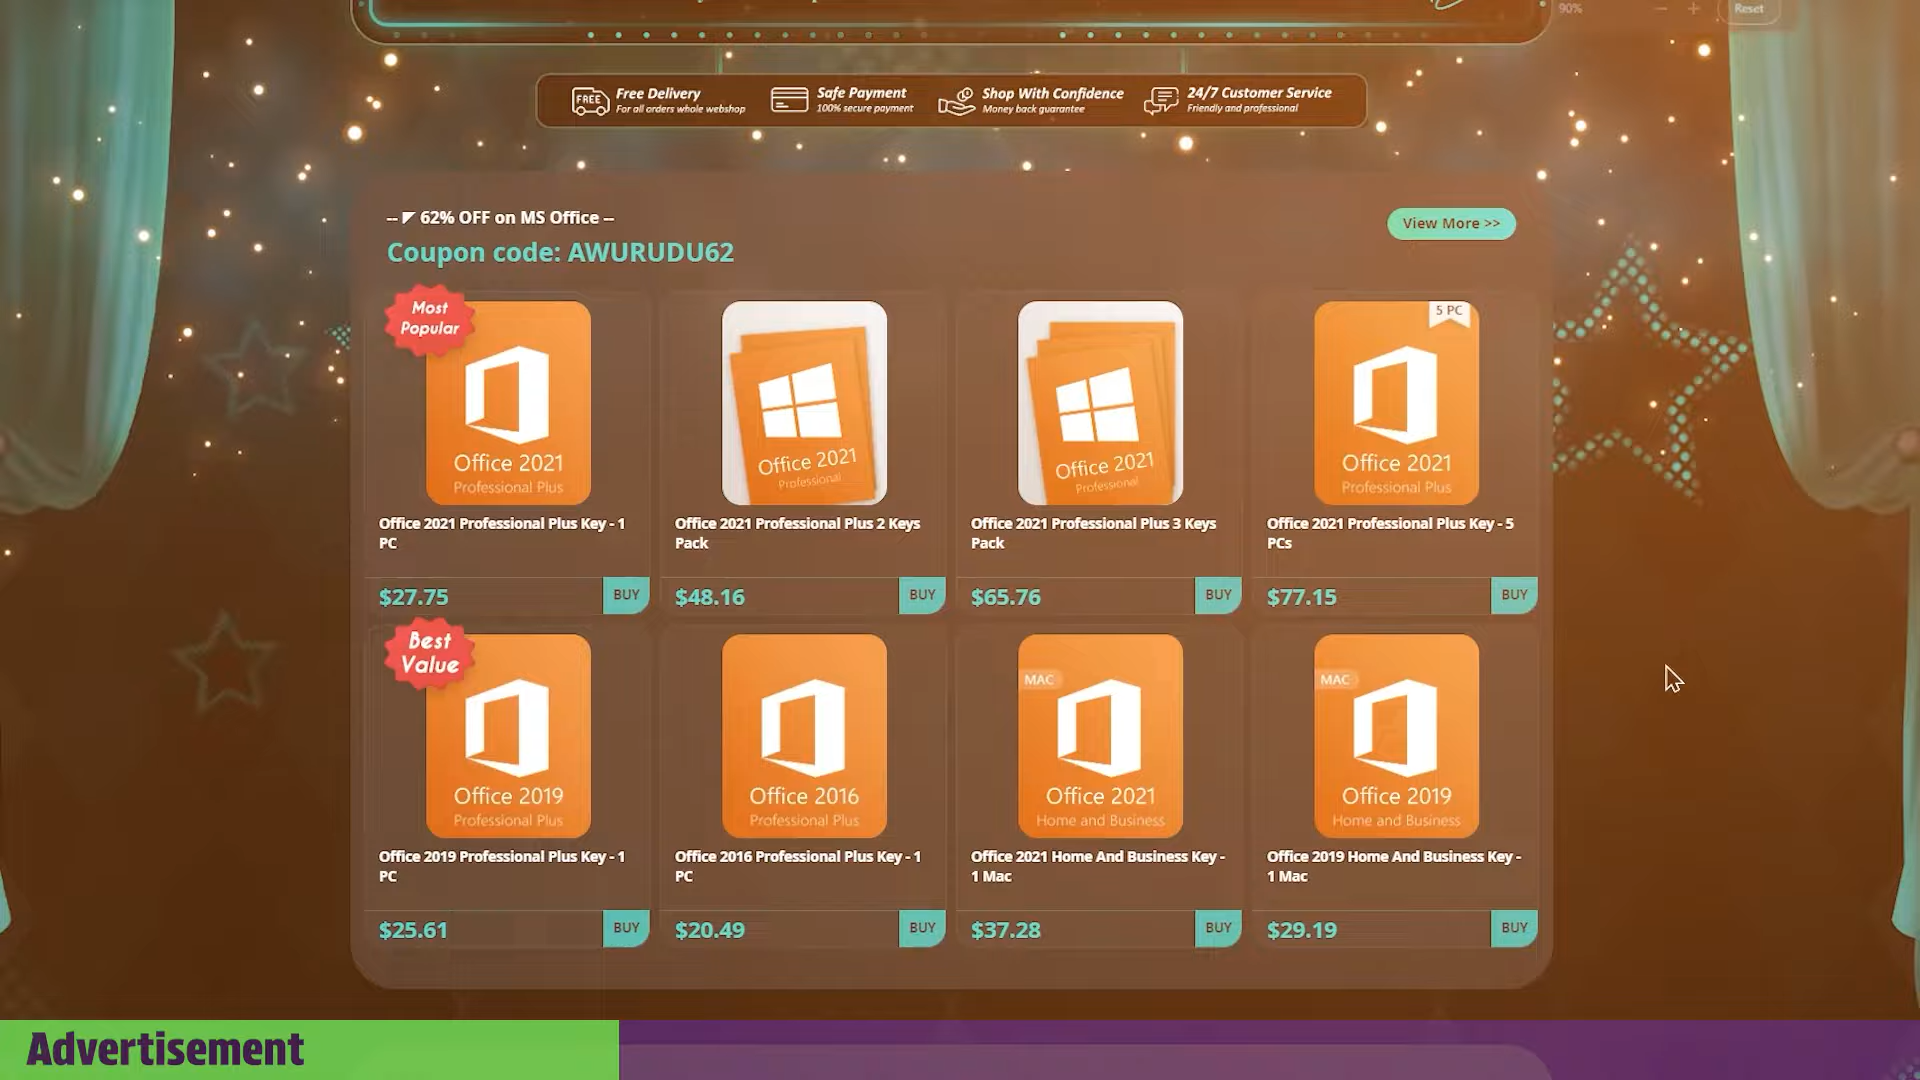 90%
Reset
FREE
Free Delivery
For all orders whole webshop
Safe Payment
100% secure payment
Shop With Confidence
Money back guarantee
24/7 Customer Service
Friendly and professional
-- ◤ 62% OFF on MS Office --
View More >>
Coupon code: AWURUDU62
Most
Popular
Office 2021
Professional Plus
Office 2021 Professional Plus Key - 1
PC
$27.75
BUY
Office 2021
Professional
Office 2021 Professional Plus 2 Keys
Pack
$48.16
BUY
Office 2021
Professional
Office 2021 Professional Plus 3 Keys
Pack
$65.76
BUY
5 PC
Office 2021
Professional Plus
Office 2021 Professional Plus Key - 5
PCs
$77.15
BUY
Best
Value
Office 2019
Professional Plus
Office 2019 Professional Plus Key - 1
PC
$25.61
BUY
Office 2016
Professional Plus
Office 2016 Professional Plus Key - 1
PC
$20.49
BUY
MAC
Office 2021
Home and Business
Office 2021 Home And Business Key -
1 Mac
$37.28
BUY
MAC
Office 2019
Home and Business
Office 2019 Home And Business Key -
1 Mac
$29.19
BUY
Advertisement